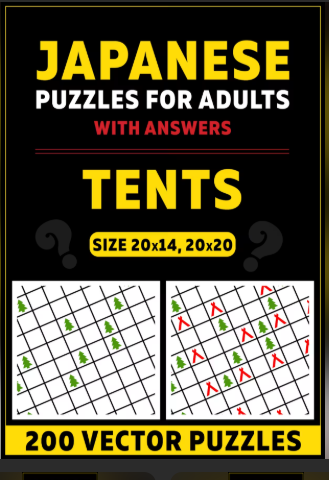 JAPANESE
PUZZLES FOR ADULTS
WITH ANSWERS
TENTS
? ?
SIZE 20x14, 20x20
200 VECTOR PUZZLES